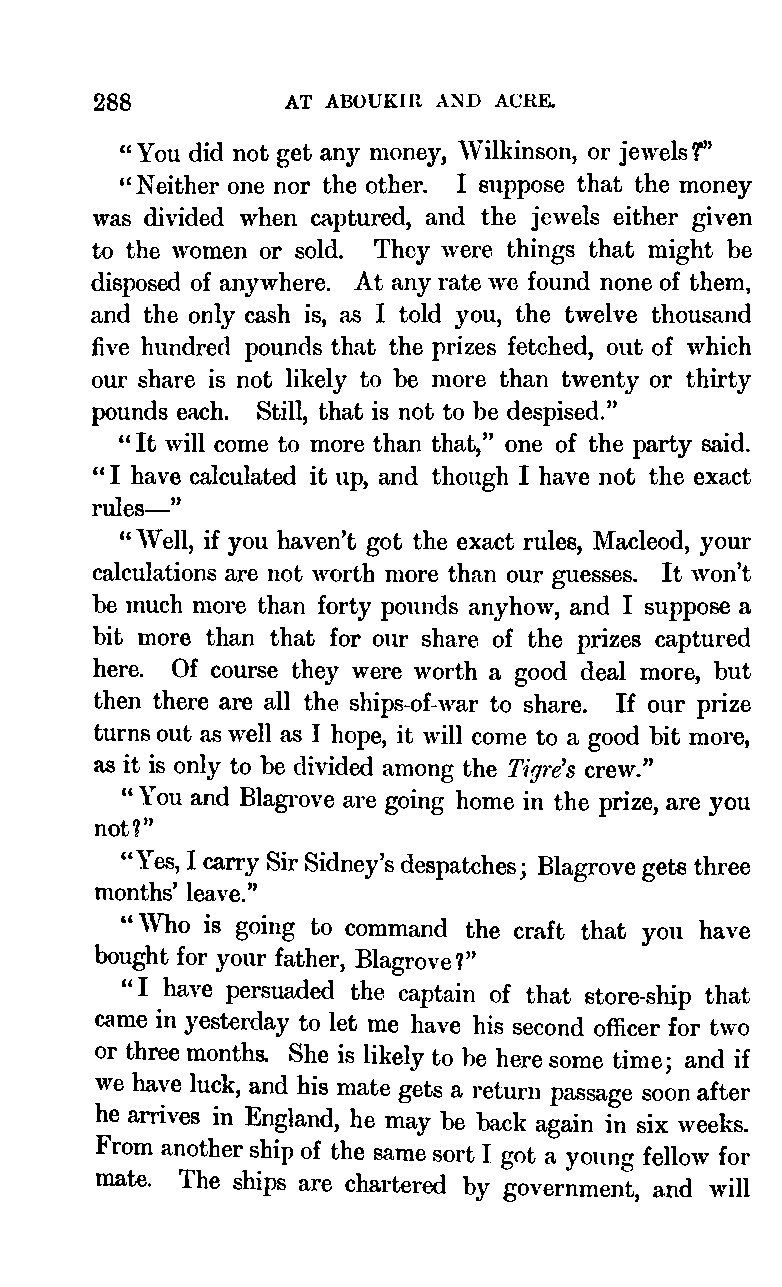 288 AT ABOUKIR AND ACRE.
"You did not get any money, Wilkinson, or jewels?"
"Neither one nor the other. I suppose that the money
was divided when captured, and the jewels either given
to the women or sold. They were things that might be
disposed of anywhere. At any rate we found none of them,
and the only cash is, as I told you, the twelve thousand
five hundred pounds that the prizes fetched, out of which
our share is not likely to be more than twenty or thirty
pounds each. Still, that is not to be despised."
"It will come to more than that," one of the party said.
"I have calculated it up, and though I have not the exact
rules—"
"Well, if you haven't got the exact rules, Macleod, your
calculations are not worth more than our guesses. It won't
be much more than forty pounds anyhow, and I suppose a
bit more than that for our share of the prizes captured
here. Of course they were worth a good deal more, but
then there are all the ships-of-war to share. If our prize
turns out as well as I hope, it will come to a good bit more,
as it is only to be divided among the Tigre's crew."
"You and Blagrove are going home in the prize, are you
not?"
"Yes, I carry Sir Sidney's despatches; Blagrove gets three
months' leave."
"Who is going to command the craft that you have
bought for your father, Blagrove?"
"I have persuaded the captain of that store-ship that
came in yesterday to let me have his second officer for two
or three months. She is likely to be here some time; and if
we have luck, and his mate gets a return passage soon after
he arrives in England, he may be back again in six weeks.
From another ship of the same sort I got a young fellow for
mate. The ships are chartered by government, and will